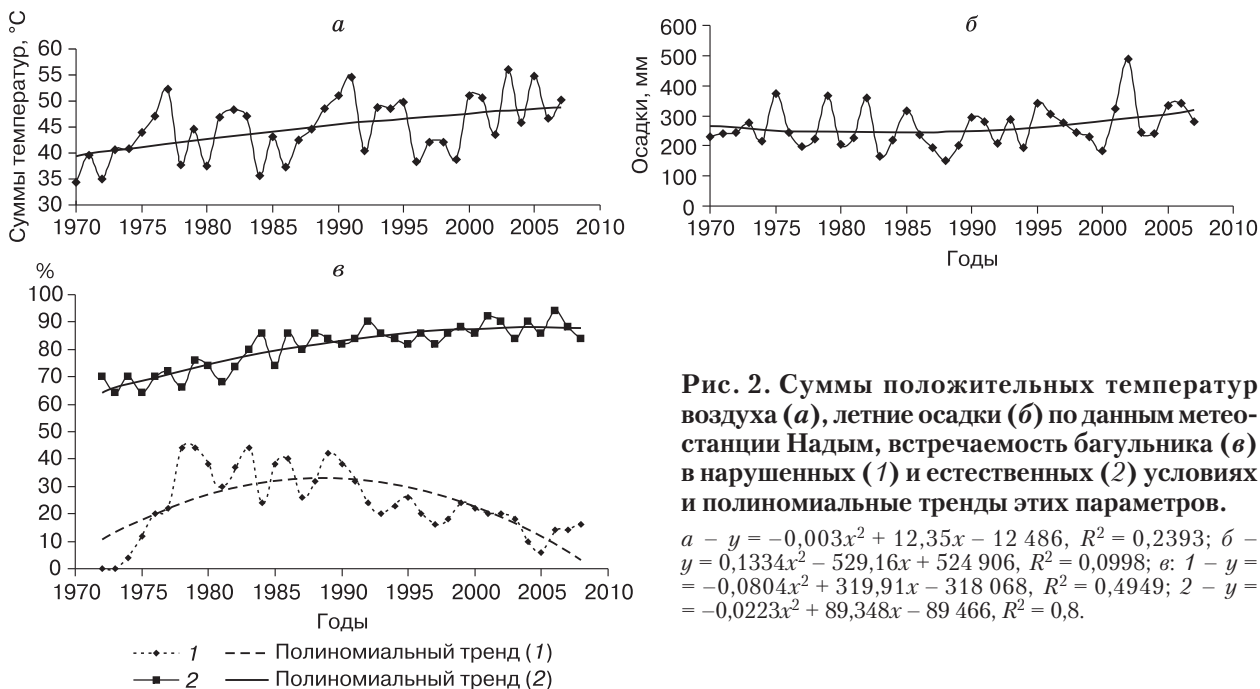 а
Суммы температур, °С
60
55
50
45
40
35
30
1970 1975 1980 1985 1990 1995 2000 2005 2010
б
Осадки, мм
600
500
400
300
200
100
0
1970 1975 1980 1985 1990 1995 2000 2005 2010
Годы
в
%
100
90
80
70
60
50
40
30
20
10
0
1970 1975 1980 1985 1990 1995 2000 2005 2010
Годы
1 Полиномиальный тренд (1)
2 Полиномиальный тренд (2)
Рис. 2. Суммы положительных температур
воздуха (а), летние осадки (б) по данным метео-
станции Надым, встречаемость багульника (в)
в нарушенных (1) и естественных (2) условиях
и полиномиальные тренды этих параметров.
а – y = –0,003x² + 12,35x – 12 486, R² = 0,2393; б –
y = 0,1334x² – 529,16x + 524 906, R² = 0,0998; в: 1 – y =
= –0,0804x² + 319,91x – 318 068, R² = 0,4949; 2 – y =
= –0,0223x² + 89,348x – 89 466, R² = 0,8.